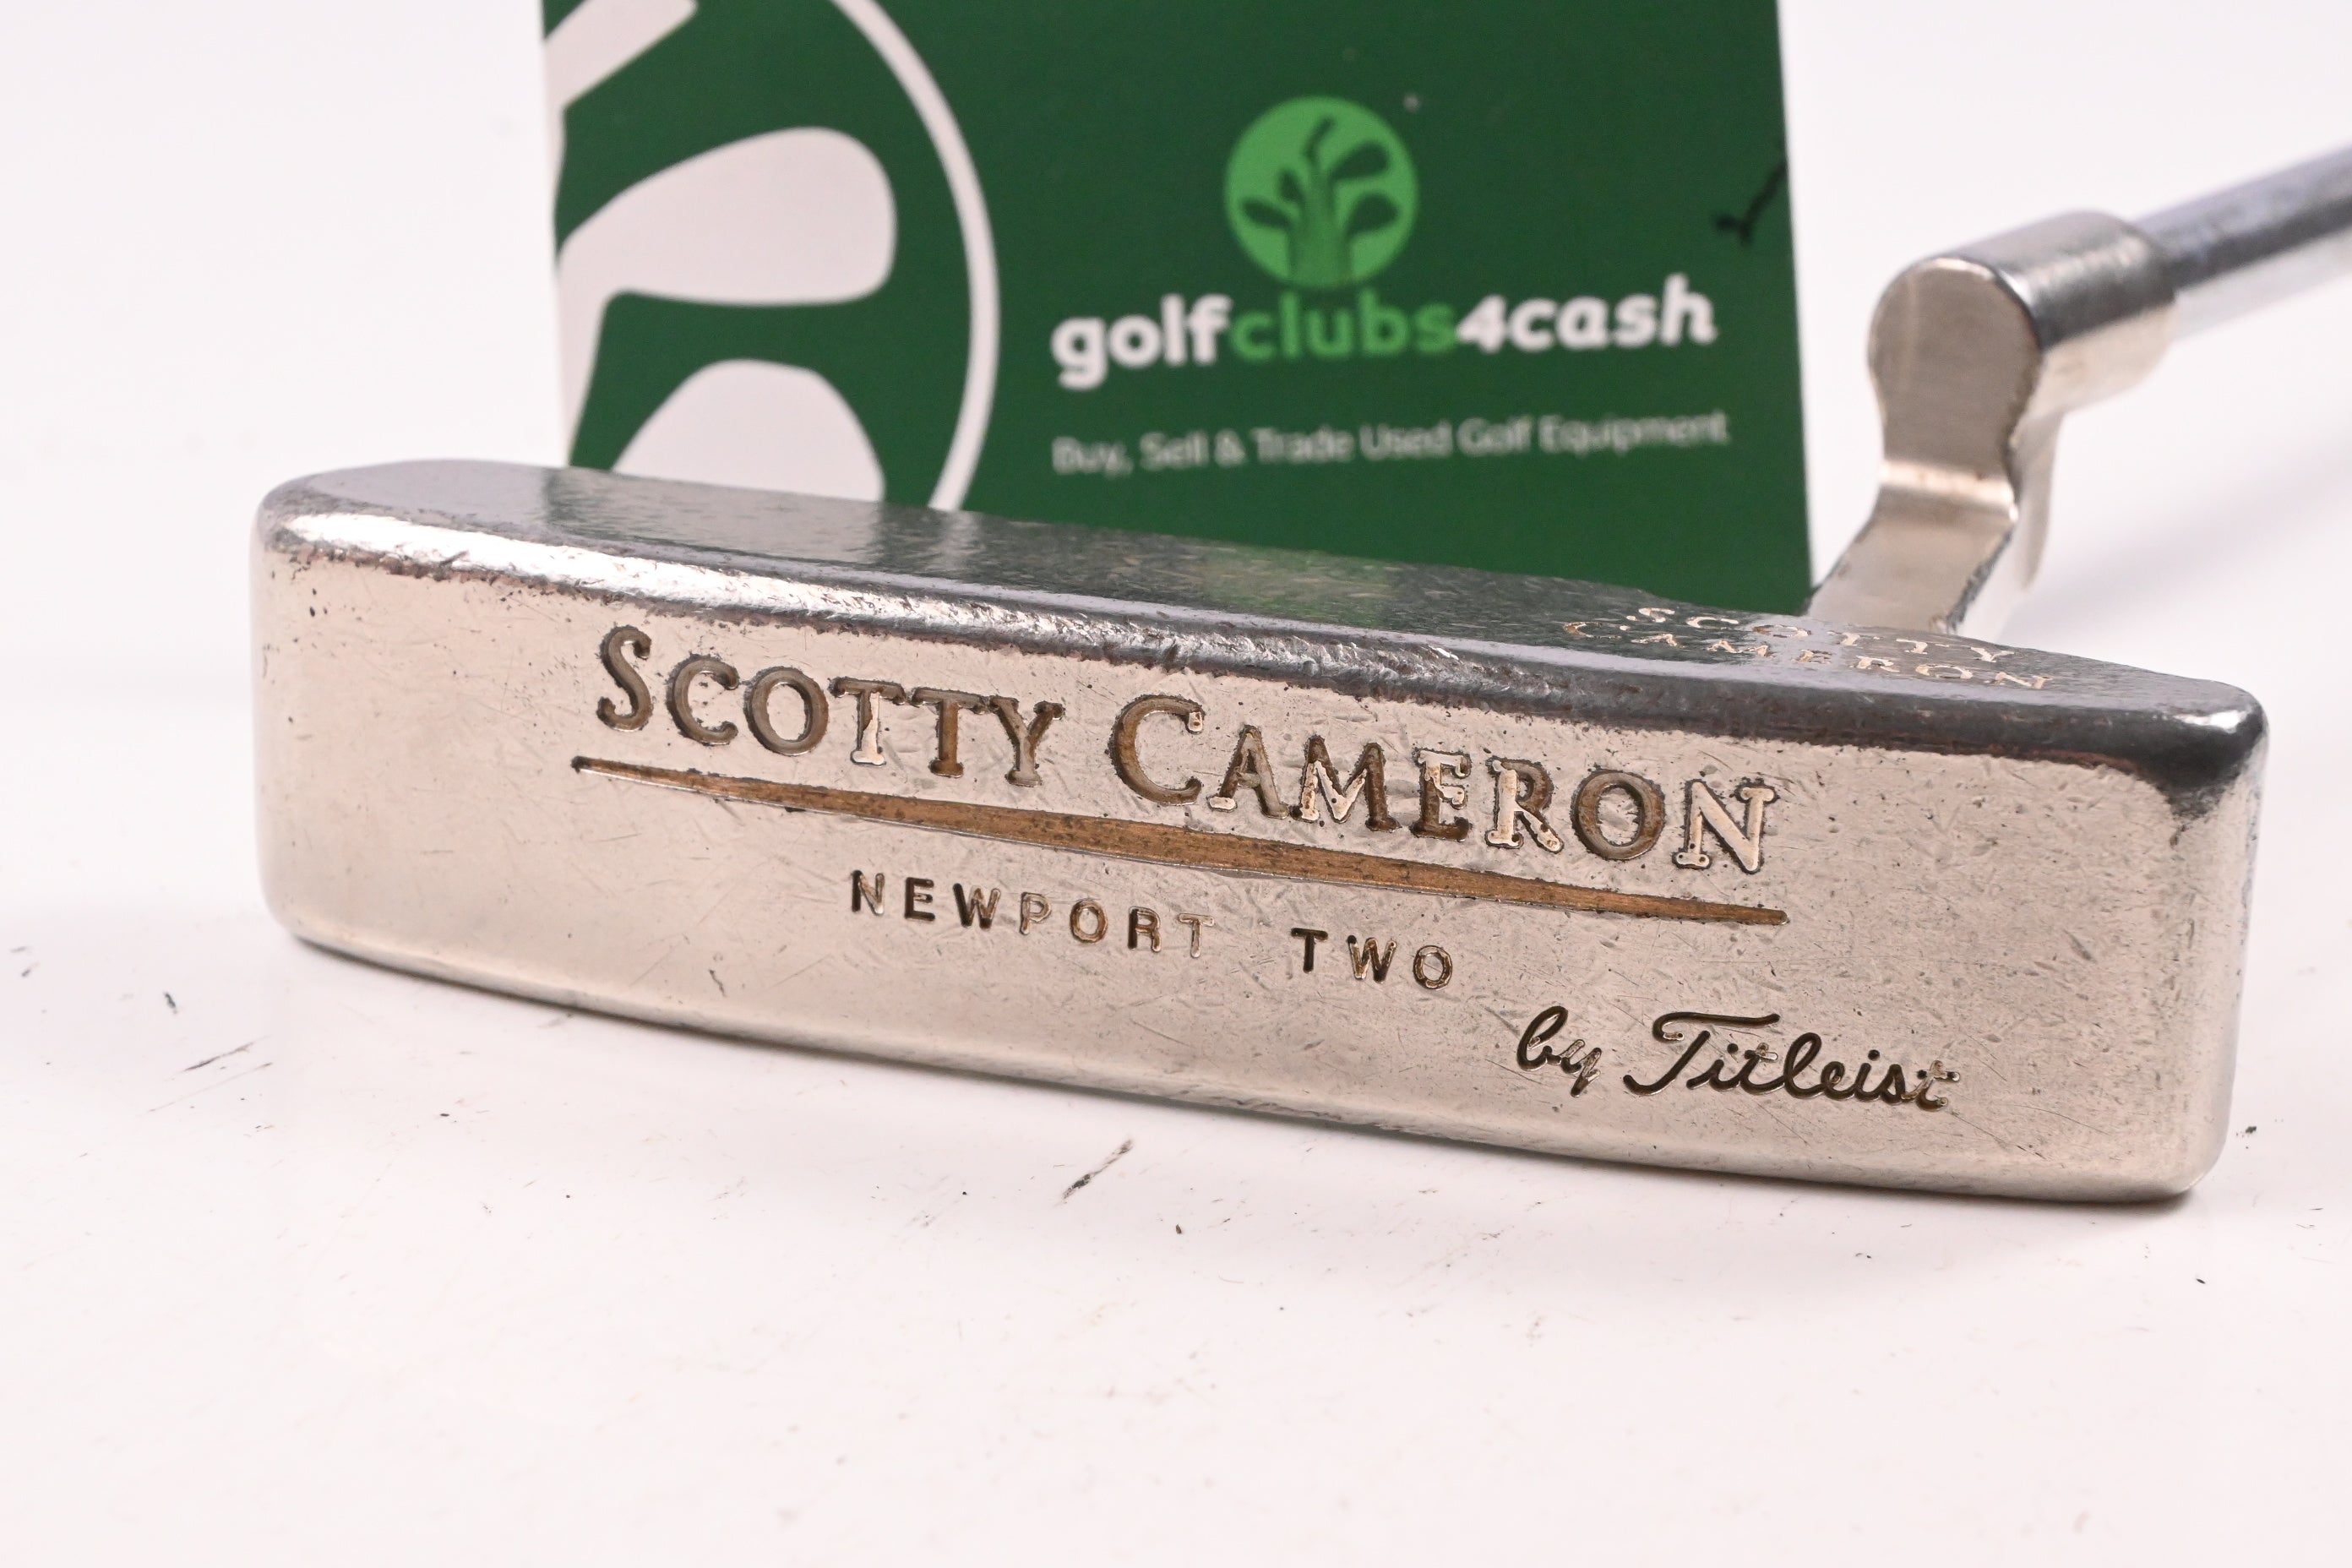 golfclubs4cash
Buy, Sell & Trade Used Golf Equipment
SCOTTY
CAMERON
SCOTTY CAMERON
NEWPORT TWO
by Titleist